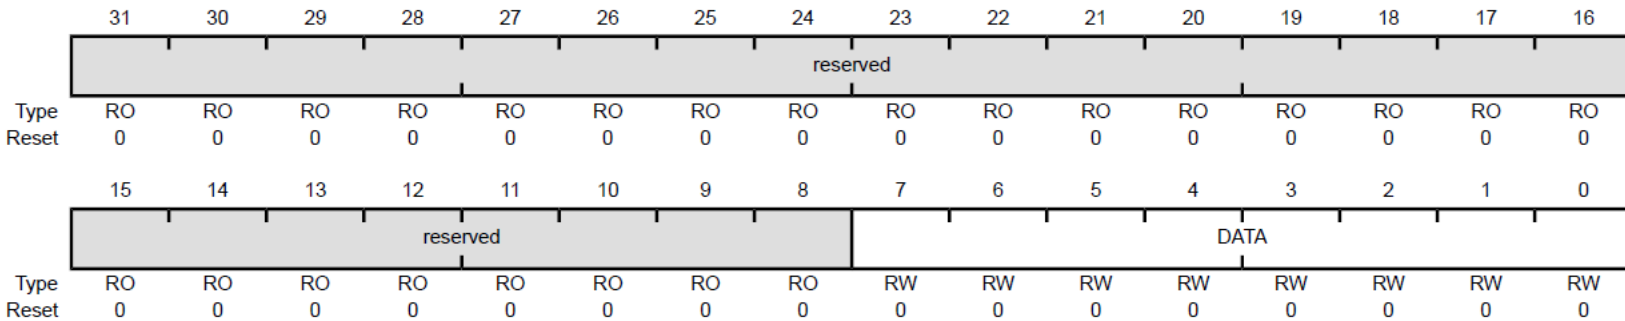 31 30 29 28 27 26 25 24 23 22 21 20 19 18 17 16
reserved
Type RO RO RO RO RO RO RO RO RO RO RO RO RO RO RO RO
Reset 0 0 0 0 0 0 0 0 0 0 0 0 0 0 0 0
15 14 13 12 11 10 9 8 7 6 5 4 3 2 1 0
reserved DATA
Type RO RO RO RO RO RO RO RO RW RW RW RW RW RW RW RW
Reset 0 0 0 0 0 0 0 0 0 0 0 0 0 0 0 0